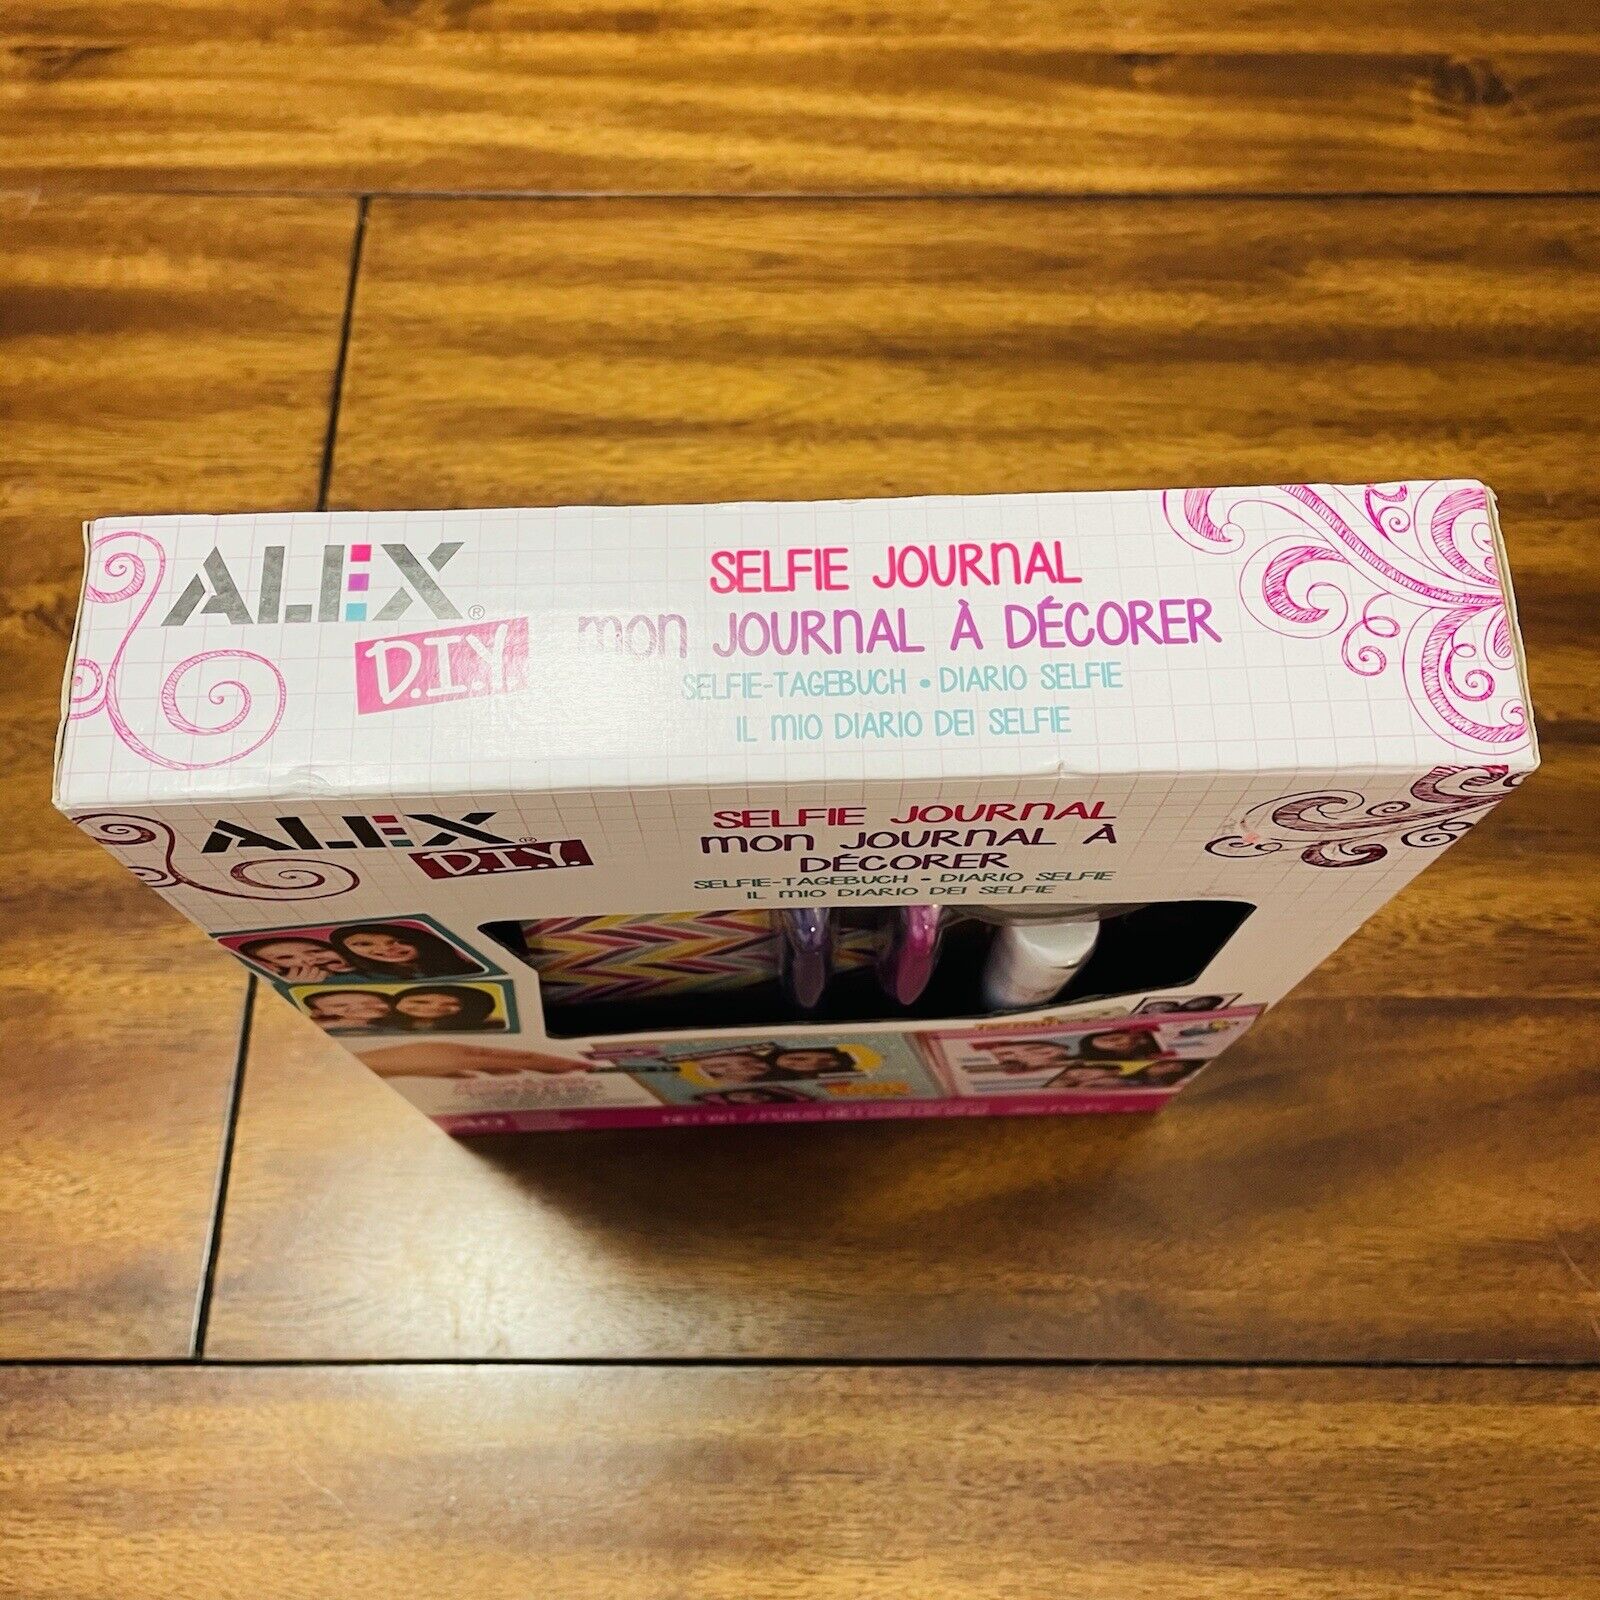 ALEX®
D.I.Y.
SELFIE JOURNAL
mon JOURNAL À DÉCORER
SELFIE-TAGEBUCH • DIARIO SELFIE
IL mio DIARIO DEI SELFIE
ALEX®
D.I.Y.
SELFIE JOURNAL
mon JOURNAL À
DÉCORER
SELFIE-TAGEBUCH • DIARIO SELFIE
IL mio DIARIO DEI SELFIE